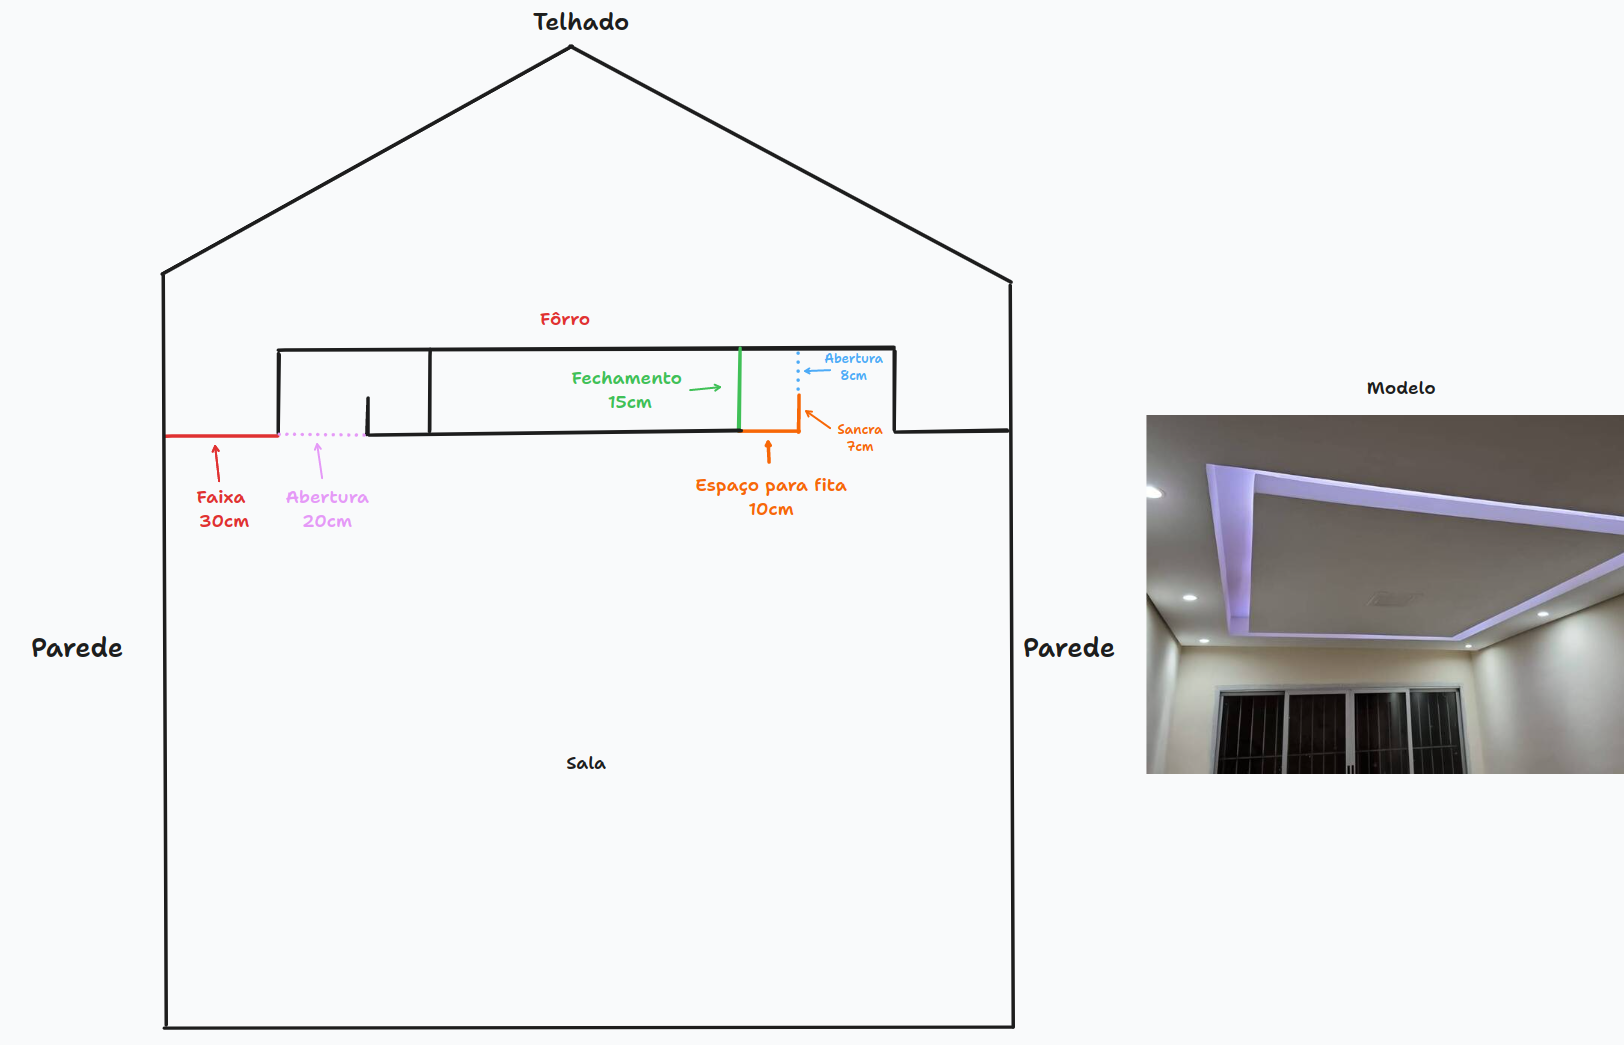 Telhado
Fôrro
Abertura
8cm
Fechamento
15cm
Modelo
Sancra
7cm
Espaço para fita
10cm
Faixa
30cm
Abertura
20cm
Parede
Parede
Sala